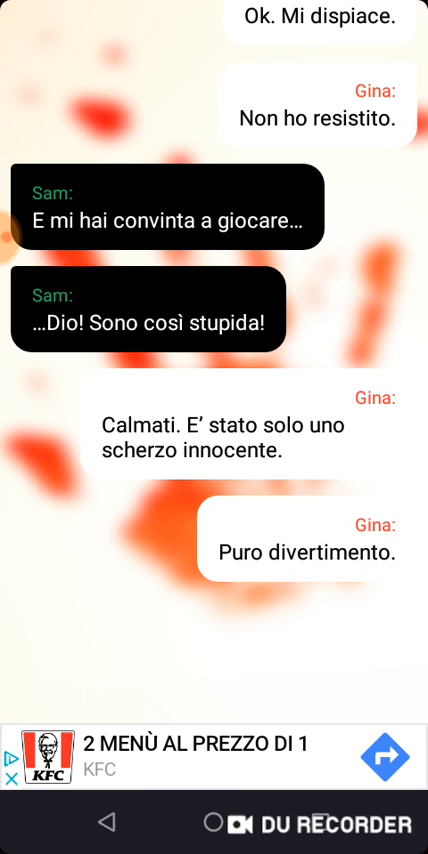 Ok. Mi dispiace.
Gina:
Non ho resistito.
Sam:
E mi hai convinta a giocare…
Sam:
…Dio! Sono così stupida!
Gina:
Calmati. E’ stato solo uno
scherzo innocente.
Gina:
Puro divertimento.
2 MENÙ AL PREZZO DI 1
KFC
KFC
DU RECORDER